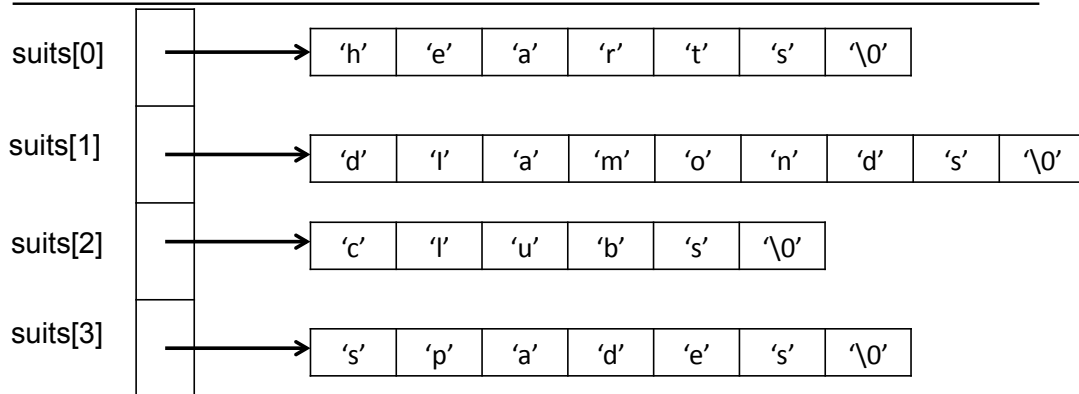 suits[0] ‘h’ ‘e’ ‘a’ ‘r’ ‘t’ ‘s’ ‘\0’
suits[1] ‘d’ ‘I’ ‘a’ ‘m’ ‘o’ ‘n’ ‘d’ ‘s’ ‘\0’
suits[2] ‘c’ ‘l’ ‘u’ ‘b’ ‘s’ ‘\0’
suits[3] ‘s’ ‘p’ ‘a’ ‘d’ ‘e’ ‘s’ ‘\0’